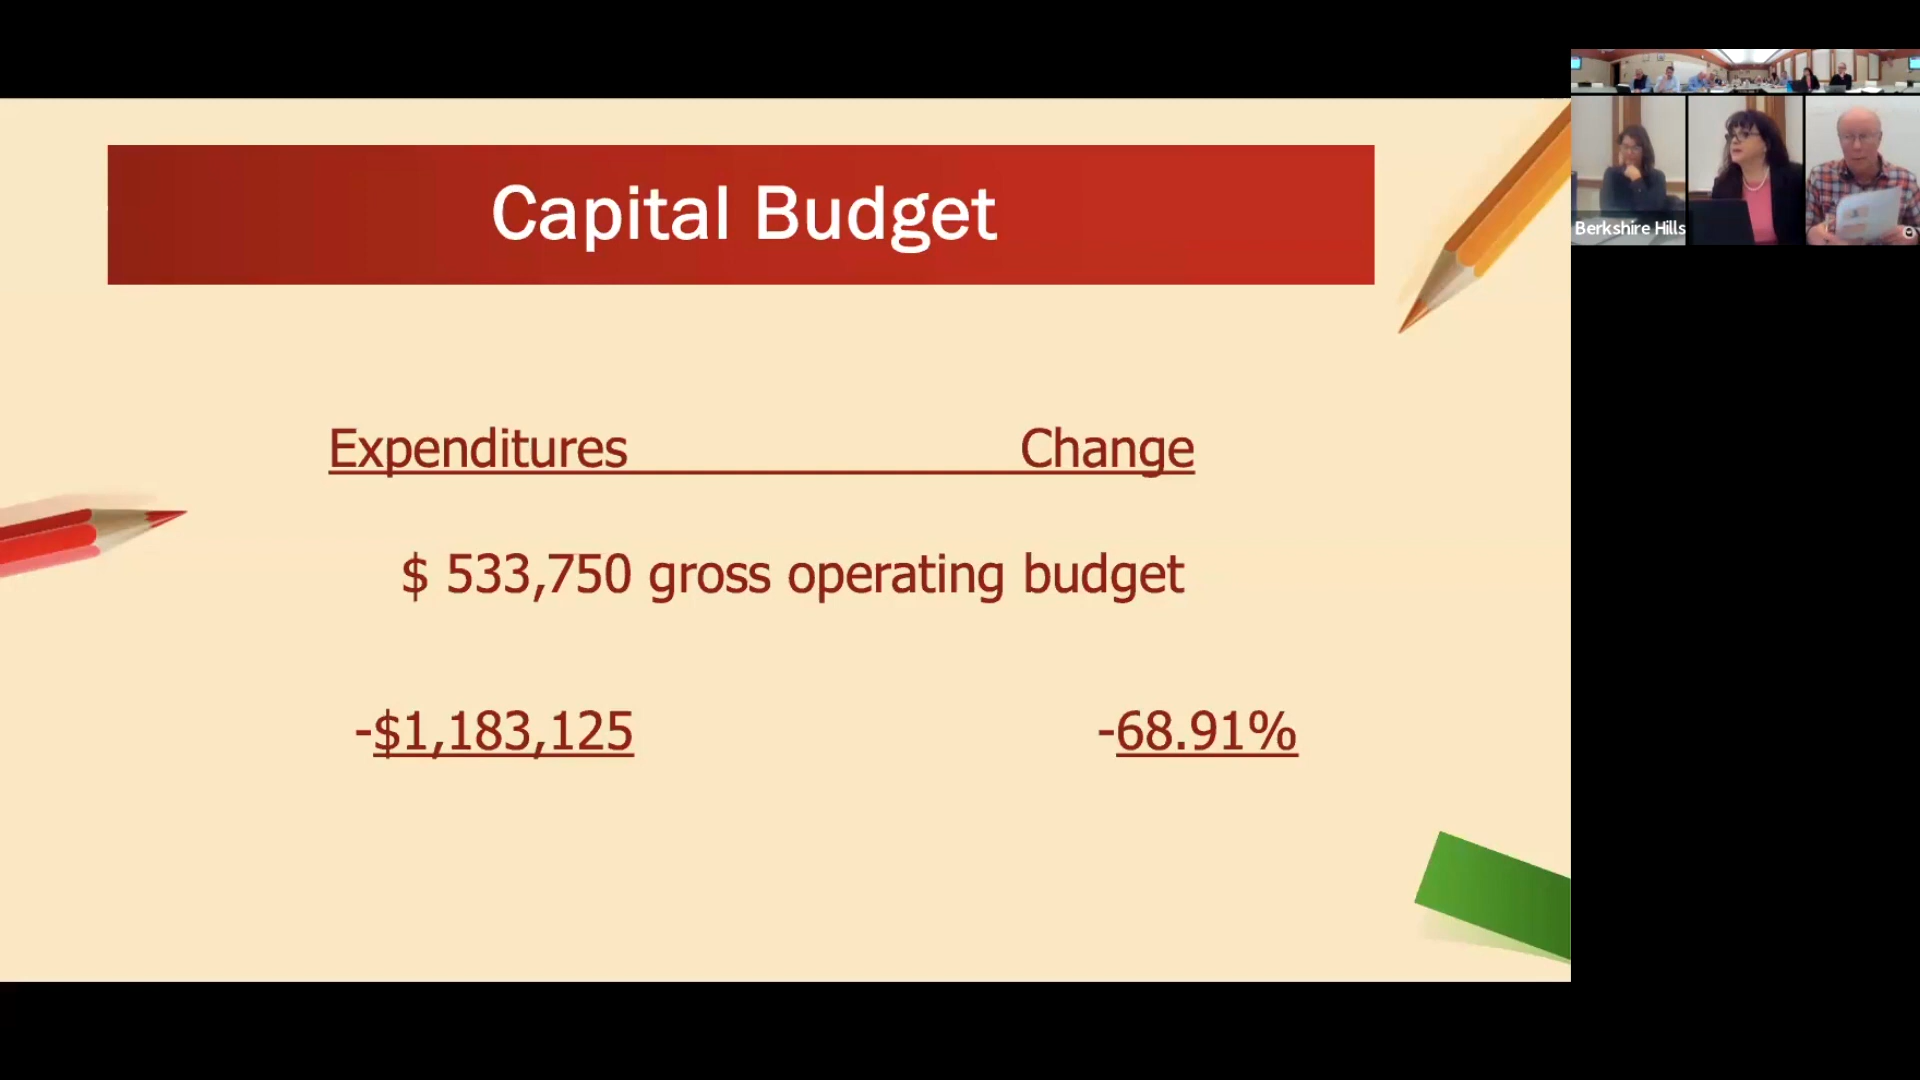 Capital Budget
Expenditures Change
$ 533,750 gross operating budget
-$1,183,125 -68.91%
Berkshire Hills